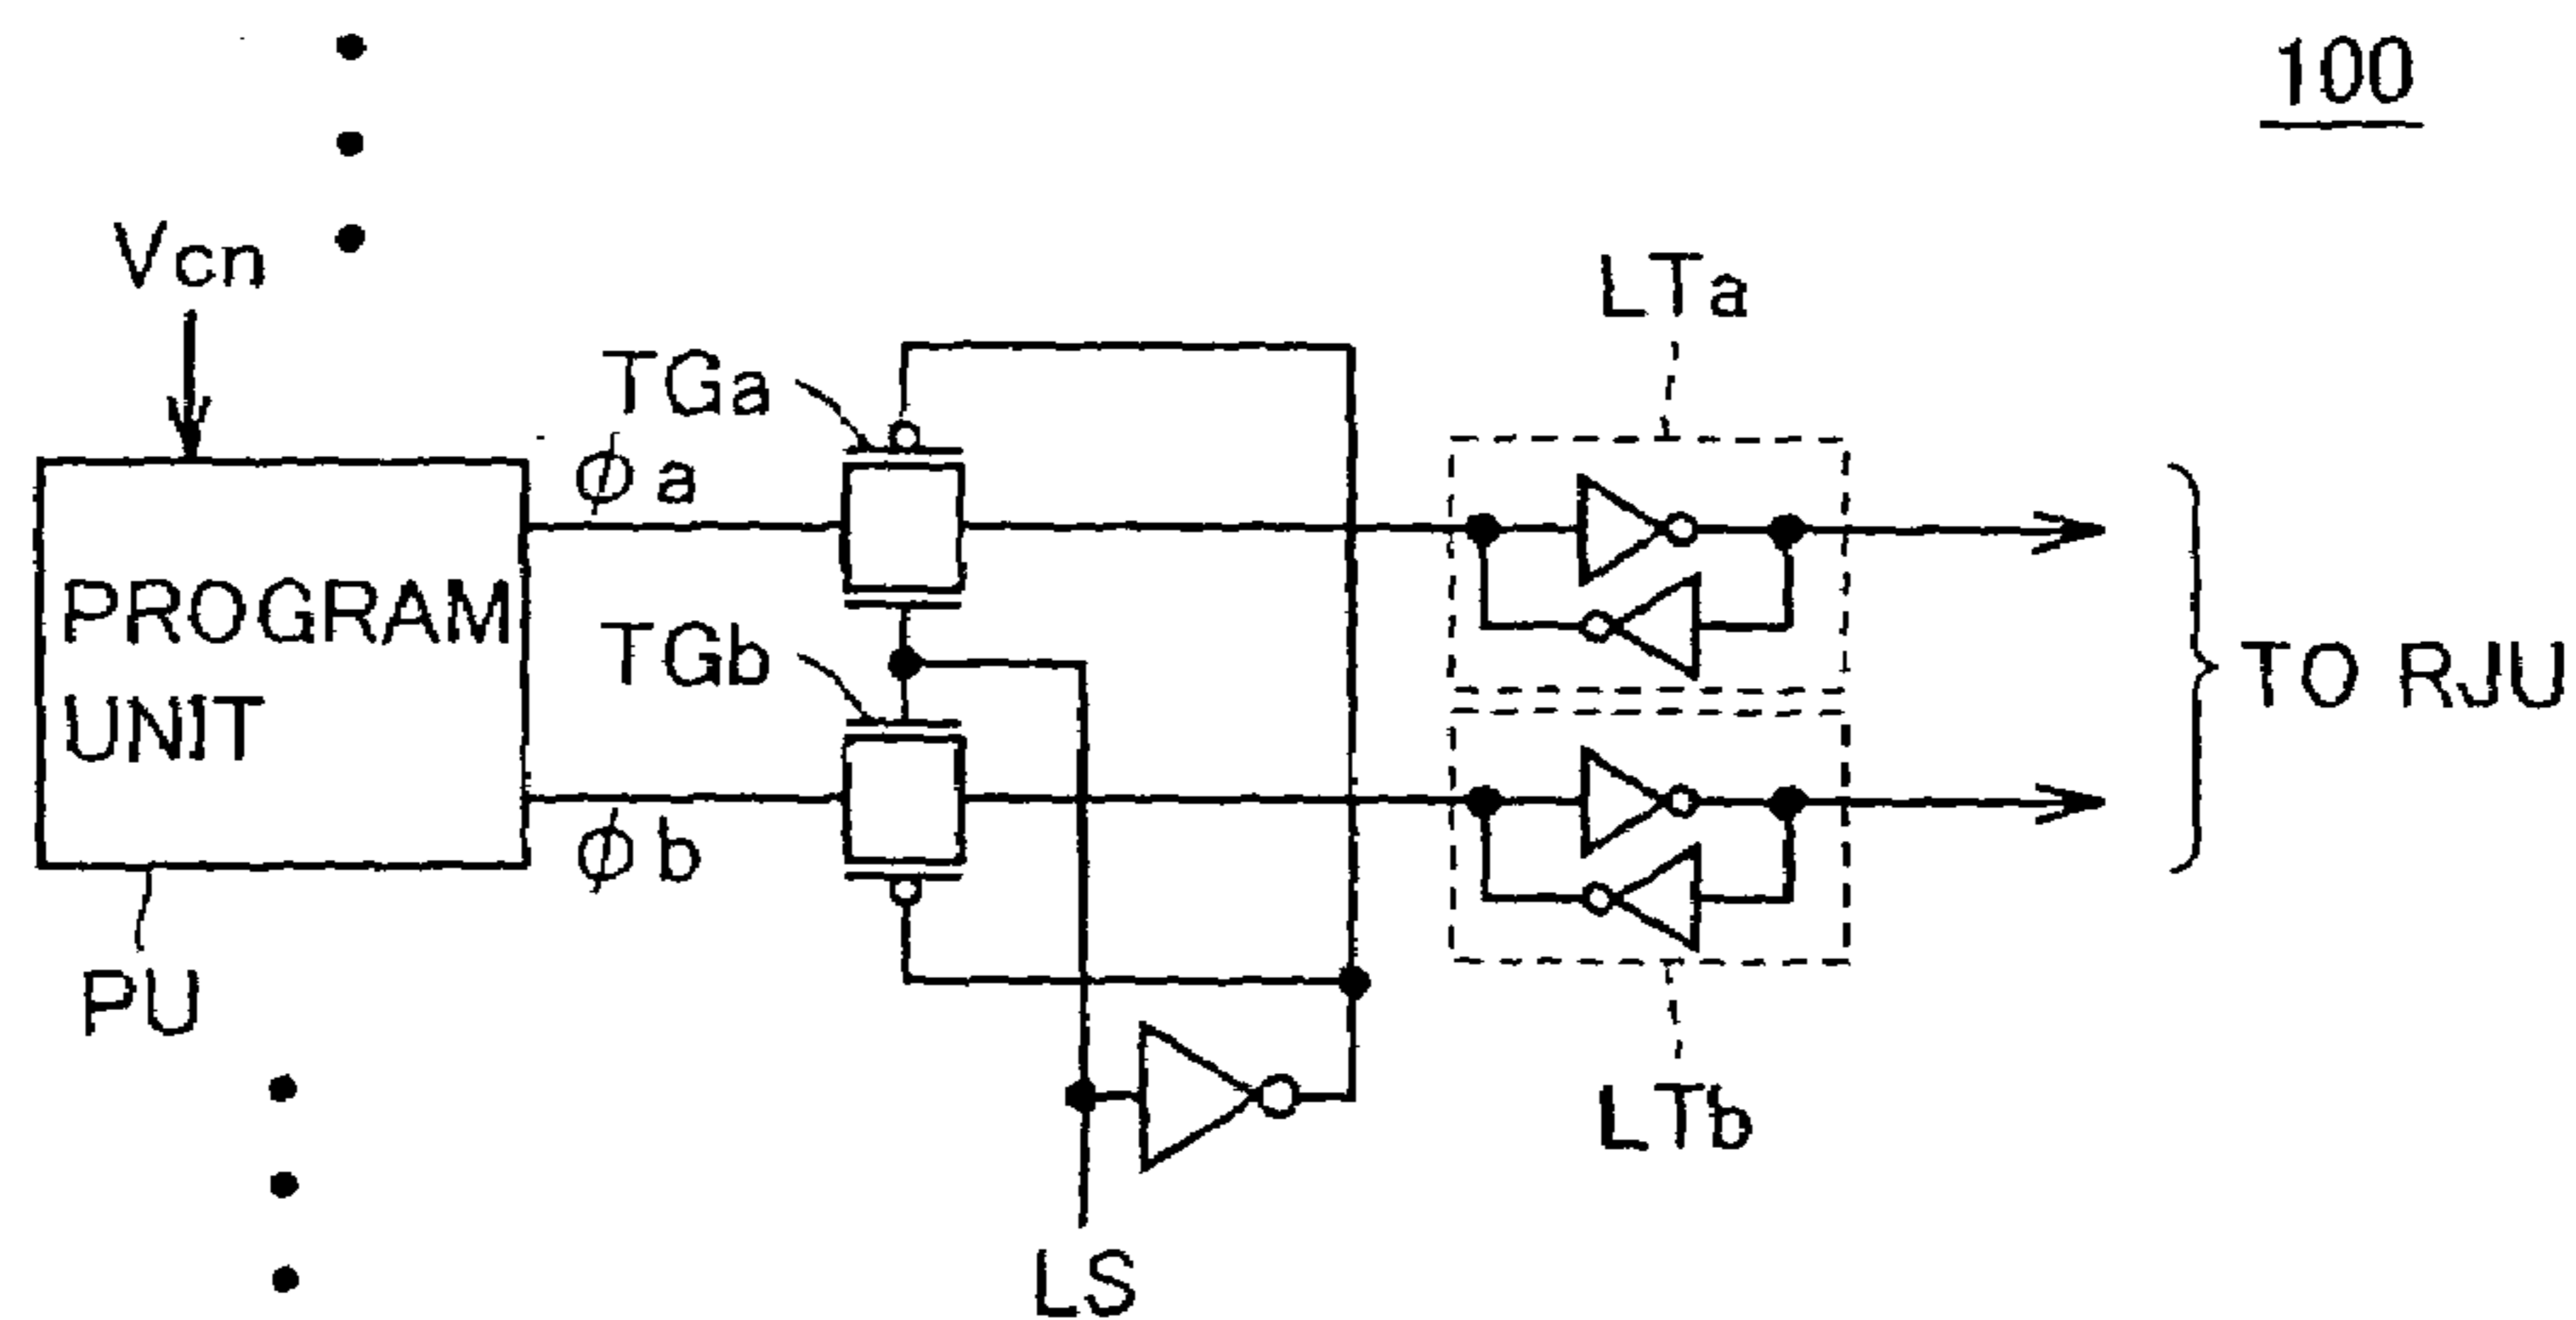 100
Vcn
LTa
TGa
φa
PROGRAM
UNIT
TGb
TO RJU
φb
PU
LTb
LS